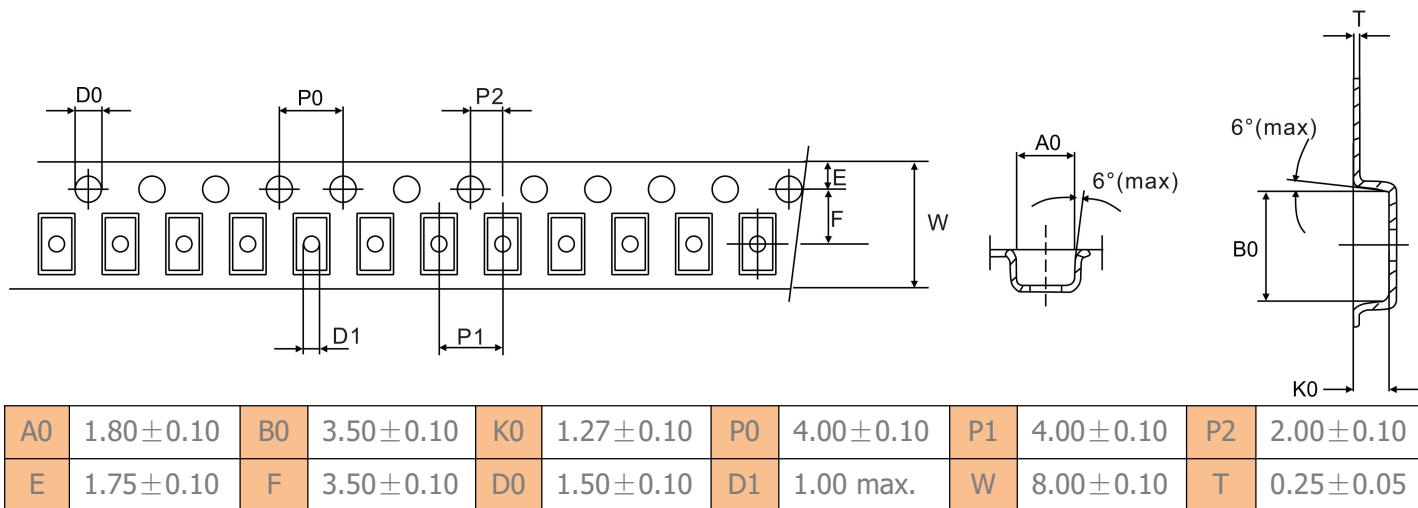 T
D0
P0
P2
6°(max)
A0
6°(max)
E
F
W
B0
D1
P1
K0
A0 1.80±0.10 B0 3.50±0.10 K0 1.27±0.10 P0 4.00±0.10 P1 4.00±0.10 P2 2.00±0.10
E 1.75±0.10 F 3.50±0.10 D0 1.50±0.10 D1 1.00 max. W 8.00±0.10 T 0.25±0.05